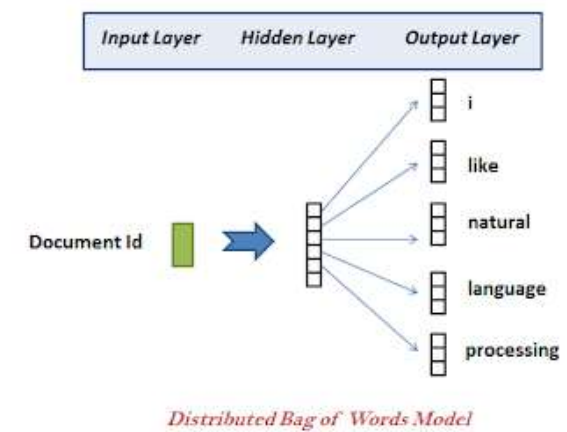 Input Layer Hidden Layer Output Layer
i
like
natural
Document Id
language
processing
Distributed Bag of Words Model